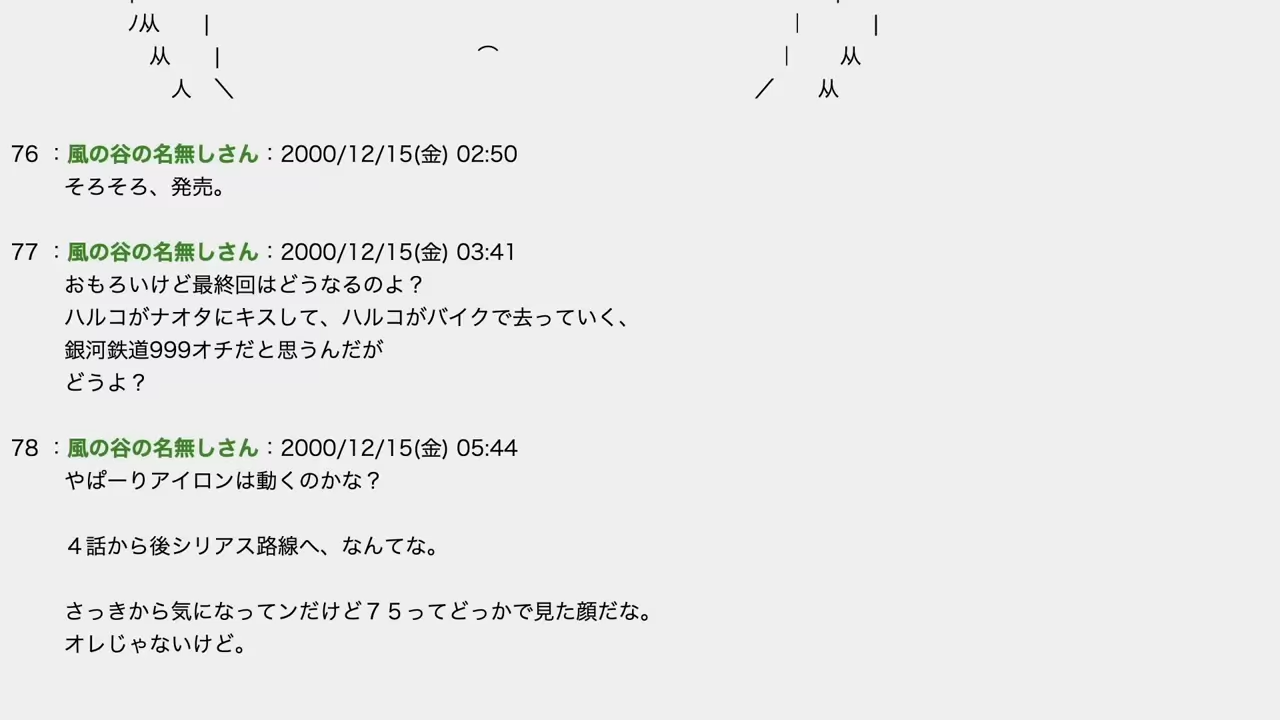 ﾉ从　　|　　　　　　　　　　　　　　　　　　　　　　　　　　　｜　　　|
从　　|　　　　　　　　　　　　⌒　　　　　　　　　　　　　｜　　从
人　＼　　　　　　　　　　　　　　　　　　　　　　　　／　　从
76 ：風の谷の名無しさん：2000/12/15(金) 02:50
そろそろ、発売。
77 ：風の谷の名無しさん：2000/12/15(金) 03:41
おもろいけど最終回はどうなるのよ？
ハルコがナオタにキスして、ハルコがバイクで去っていく、
銀河鉄道999オチだと思うんだが
どうよ？
78 ：風の谷の名無しさん：2000/12/15(金) 05:44
やぱーりアイロンは動くのかな？
４話から後シリアス路線へ、なんてな。
さっきから気になってンだけど７５ってどっかで見た顔だな。
オレじゃないけど。